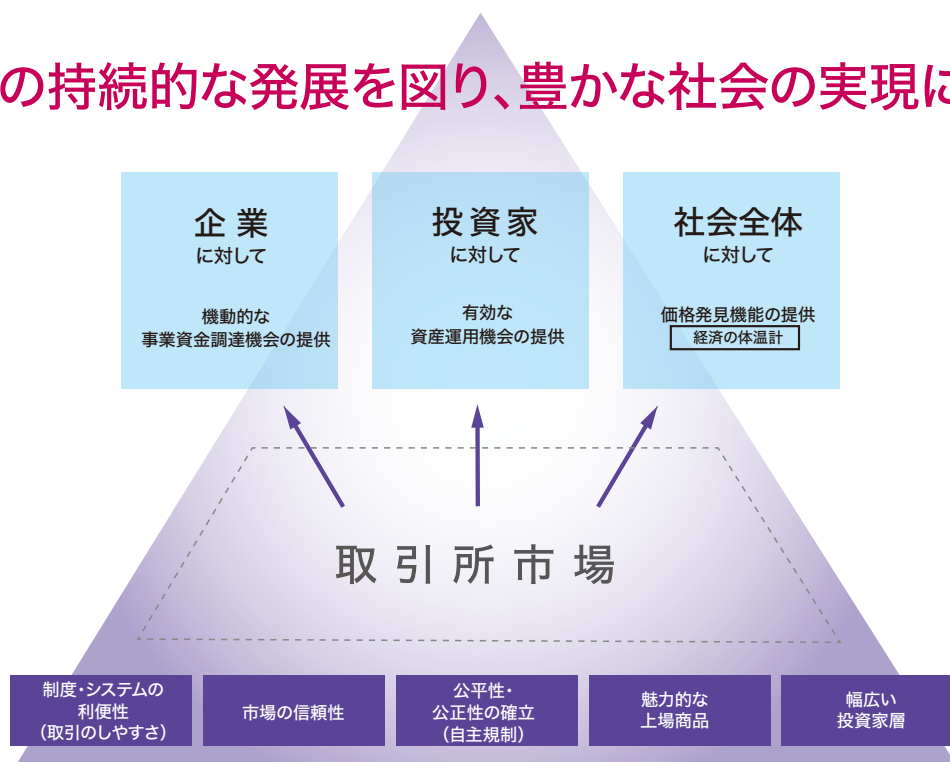 の持続的な発展を図り、豊かな社会の実現に
企業
に対して
機動的な
事業資金調達機会の提供
投資家
に対して
有効な
資産運用機会の提供
社会全体
に対して
価格発見機能の提供
経済の体温計
取引所市場
制度・システムの
利便性
（取引のしやすさ）
市場の信頼性
公平性・
公正性の確立
（自主規制）
魅力的な
上場商品
幅広い
投資家層